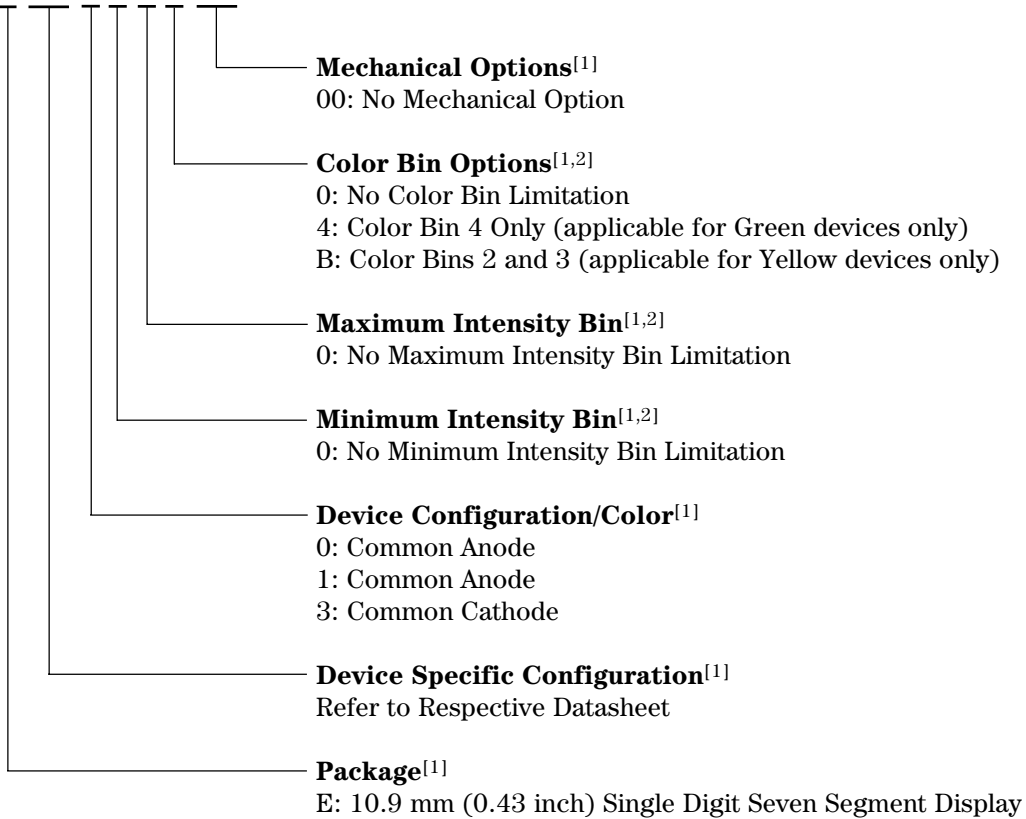 Mechanical Options[1]
00: No Mechanical Option
Color Bin Options[1,2]
0: No Color Bin Limitation
4: Color Bin 4 Only (applicable for Green devices only)
B: Color Bins 2 and 3 (applicable for Yellow devices only)
Maximum Intensity Bin[1,2]
0: No Maximum Intensity Bin Limitation
Minimum Intensity Bin[1,2]
0: No Minimum Intensity Bin Limitation
Device Configuration/Color[1]
0: Common Anode
1: Common Anode
3: Common Cathode
Device Specific Configuration[1]
Refer to Respective Datasheet
Package[1]
E: 10.9 mm (0.43 inch) Single Digit Seven Segment Display